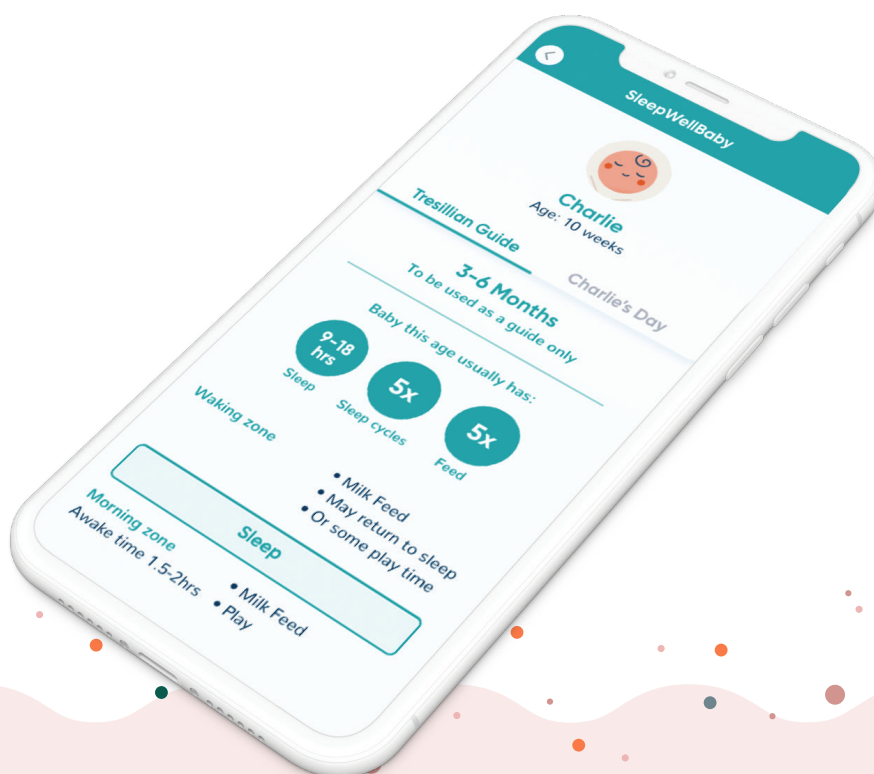 SleepWellBaby
Charlie
Age: 10 weeks
Tresillian Guide
Charlie's Day
3-6 Months
To be used as a guide only
Baby this age usually has:
9-18
hrs
Sleep
5x
Sleep cycles
5x
Feed
Waking zone
• Milk Feed
• May return to sleep
• Or some play time
Sleep
Morning zone
Awake time 1.5-2hrs
• Milk Feed
• Play